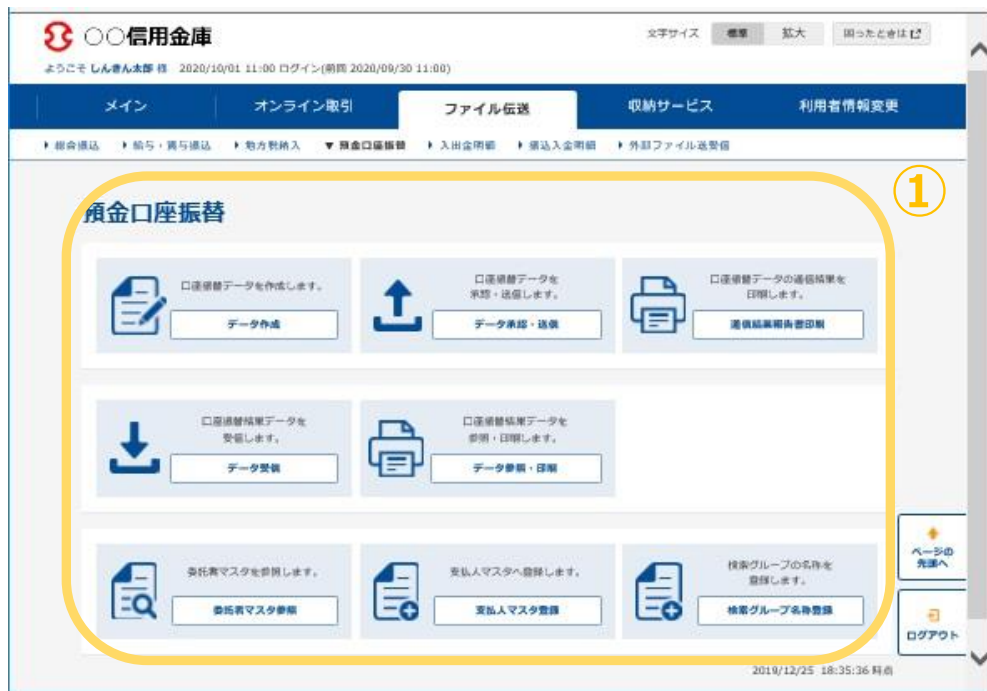 〇〇信用金庫
文字サイズ 標準 拡大 困ったときは
ようこそ しんきん太郎 様 2020/10/01 11:00 ログイン(前回 2020/09/30 11:00)
メイン オンライン取引 ファイル伝送 収納サービス 利用者情報変更
総合振込 給与・賞与振込 地方税納入 ▼ 預金口座振替 入出金明細 振込入金明細 外部ファイル送受信
①
預金口座振替
口座振替データを作成します。
データ作成
口座振替データを
承認・送信します。
データ承認・送信
口座振替データの通信結果を
印刷します。
通信結果報告書印刷
口座振替結果データを
受信します。
データ受信
口座振替結果データを
参照・印刷します。
データ参照・印刷
委託者マスタを参照します。
委託者マスタ参照
支払人マスタへ登録します。
支払人マスタ登録
検索グループの名称を
登録します。
検索グループ名称登録
ページの
先頭へ
ログアウト
2019/12/25 18:35:36 時点